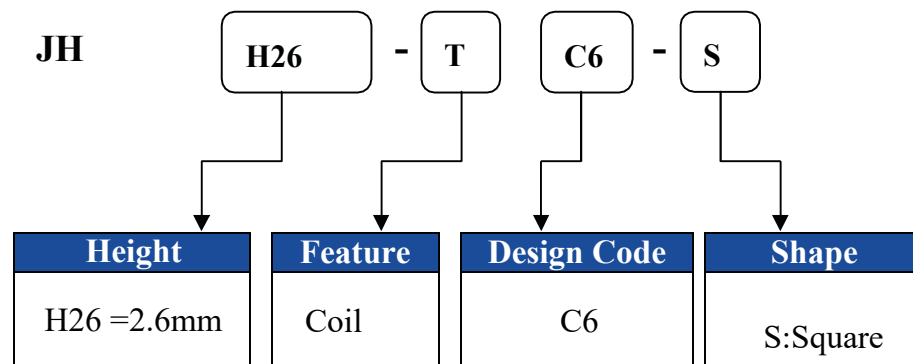 JH H26 - T C6 - S
Height Feature Design Code Shape
H26 =2.6mm Coil C6 S:Square